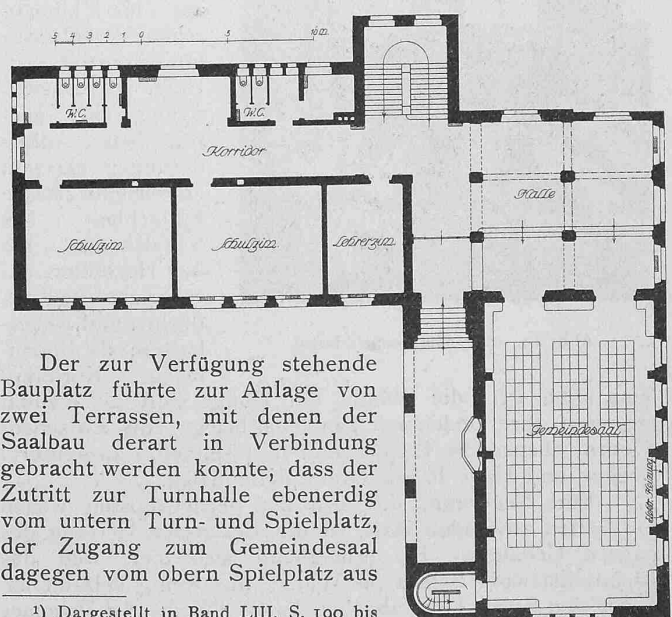 5 4 3 2 1 0 5 10 m
W.C.
W.C.
Korridor
Halle
Schulzim.
Schulzim.
Lehrerzim.
Gemeindesaal
elektr. Heizung
Der zur Verfügung stehende
Bauplatz führte zur Anlage von
zwei Terrassen, mit denen der
Saalbau derart in Verbindung
gebracht werden konnte, dass der
Zutritt zur Turnhalle ebenerdig
vom untern Turn- und Spielplatz,
der Zugang zum Gemeindesaal
dagegen vom obern Spielplatz aus
¹) Dargestellt in Band LIII, S. 190 bis